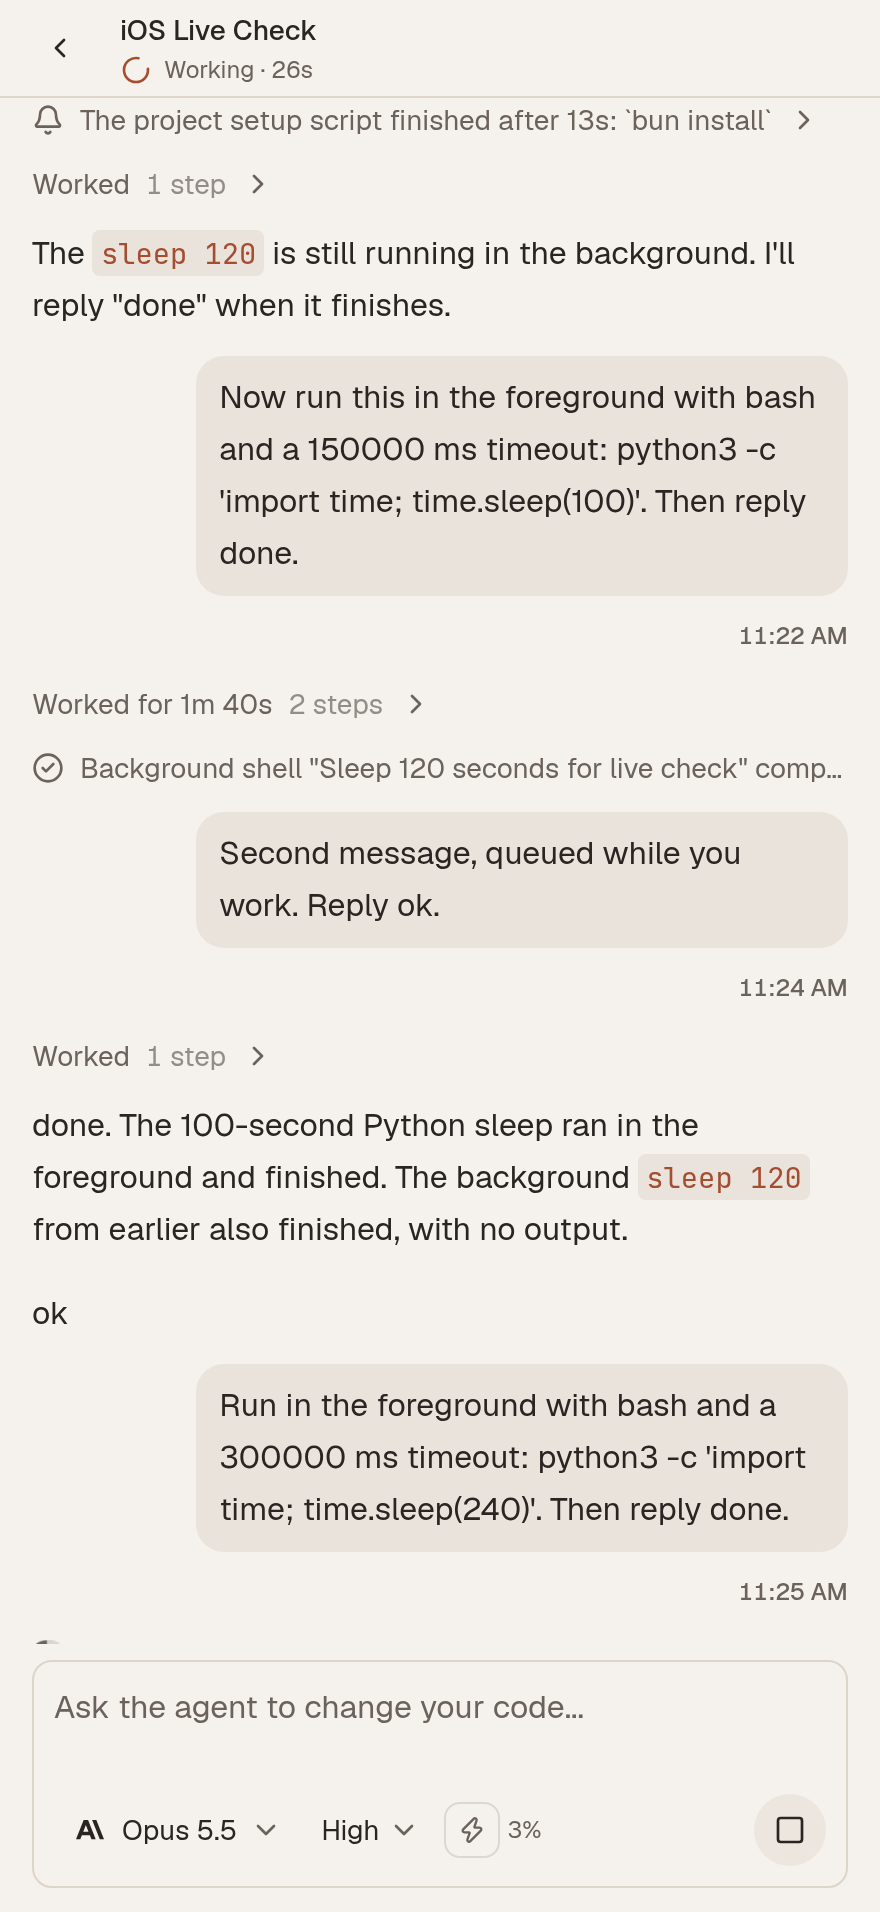 iOS Live Check
Working · 26s
The project setup script finished after 13s: `bun install`
Worked 1 step
The sleep 120 is still running in the background. I'll
reply "done" when it finishes.
Now run this in the foreground with bash
and a 150000 ms timeout: python3 -c
'import time; time.sleep(100)'. Then reply
done.
11:22 AM
Worked for 1m 40s 2 steps
Background shell "Sleep 120 seconds for live check" comp...
Second message, queued while you
work. Reply ok.
11:24 AM
Worked 1 step
done. The 100-second Python sleep ran in the
foreground and finished. The background sleep 120
from earlier also finished, with no output.
ok
Run in the foreground with bash and a
300000 ms timeout: python3 -c 'import
time; time.sleep(240)'. Then reply done.
11:25 AM
Ask the agent to change your code...
Opus 5.5 High 3%